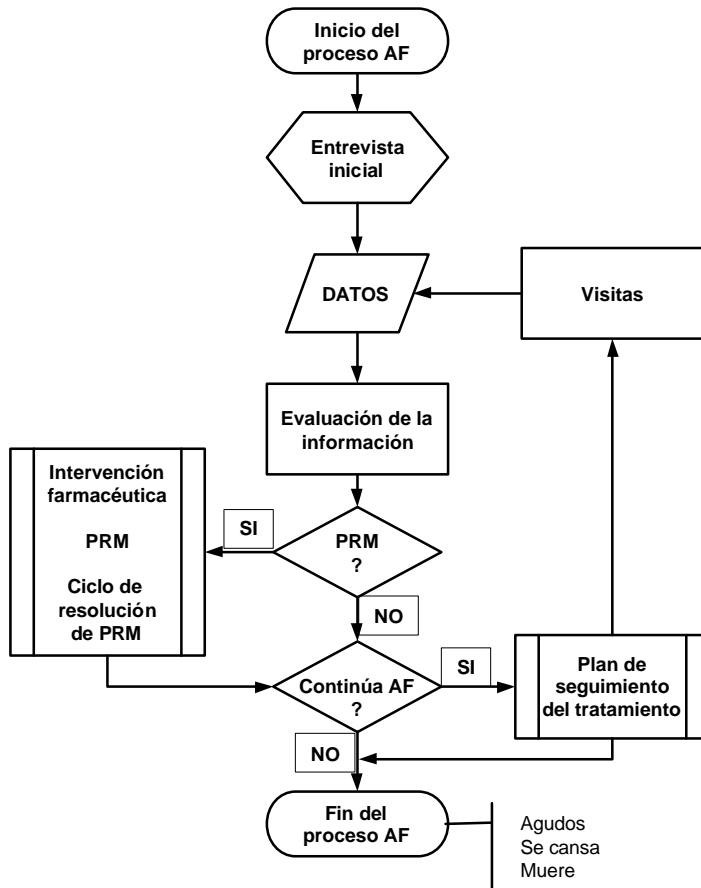 Inicio del
proceso AF
Entrevista
inicial
DATOS
Visitas
Evaluación de la
información
Intervención
farmacéutica
PRM
Ciclo de
resolución
de PRM
SI
PRM
?
NO
Continúa AF
?
SI
Plan de
seguimiento
del tratamiento
NO
Fin del
proceso AF
Agudos
Se cansa
Muere